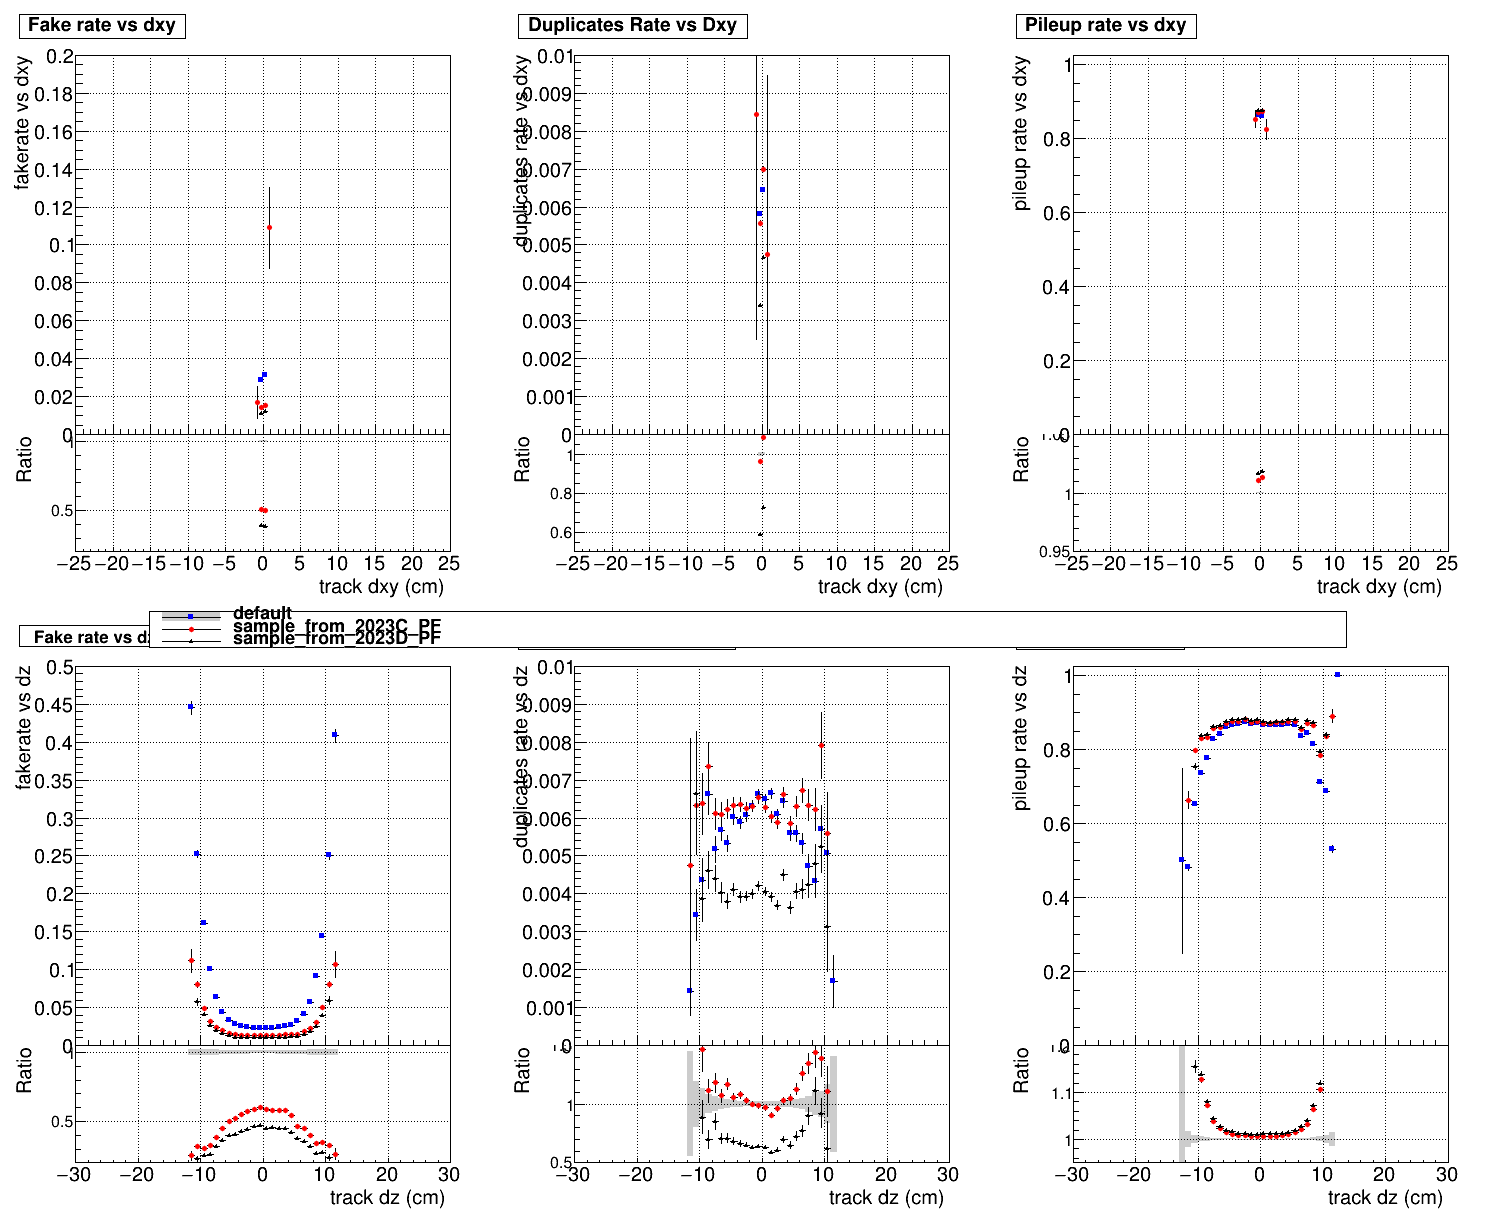 Fake rate vs dxy
Duplicates Rate vs Dxy
Pileup rate vs dxy
fakerate vs dxy
0.2
0.18
0.16
0.14
0.12
0.1
0.08
0.06
0.04
0.02
0
duplicates rate vs dxy
0.01
0.009
0.008
0.007
0.006
0.005
0.004
0.003
0.002
0.001
0
pileup rate vs dxy
1
0.8
0.6
0.4
0.2
0
Ratio
1
0.5
Ratio
1
0.8
0.6
Ratio
1
0.95
−25 −20 −15 −10 −5 0 5 10 15 20 25
track dxy (cm)
−25 −20 −15 −10 −5 0 5 10 15 20 25
track dxy (cm)
−25 −20 −15 −10 −5 0 5 10 15 20 25
track dxy (cm)
default
sample_from_2023C_PF
sample_from_2023D_PF
Fake rate vs dz
fakerate vs dz
0.5
0.45
0.4
0.35
0.3
0.25
0.2
0.15
0.1
0.05
0
duplicates rate vs dz
0.01
0.009
0.008
0.007
0.006
0.005
0.004
0.003
0.002
0.001
0
pileup rate vs dz
1
0.8
0.6
0.4
0.2
0
Ratio
1
0.5
Ratio
1
0.5
Ratio
1.1
1
−30 −20 −10 0 10 20 30
track dz (cm)
−30 −20 −10 0 10 20 30
track dz (cm)
−30 −20 −10 0 10 20 30
track dz (cm)